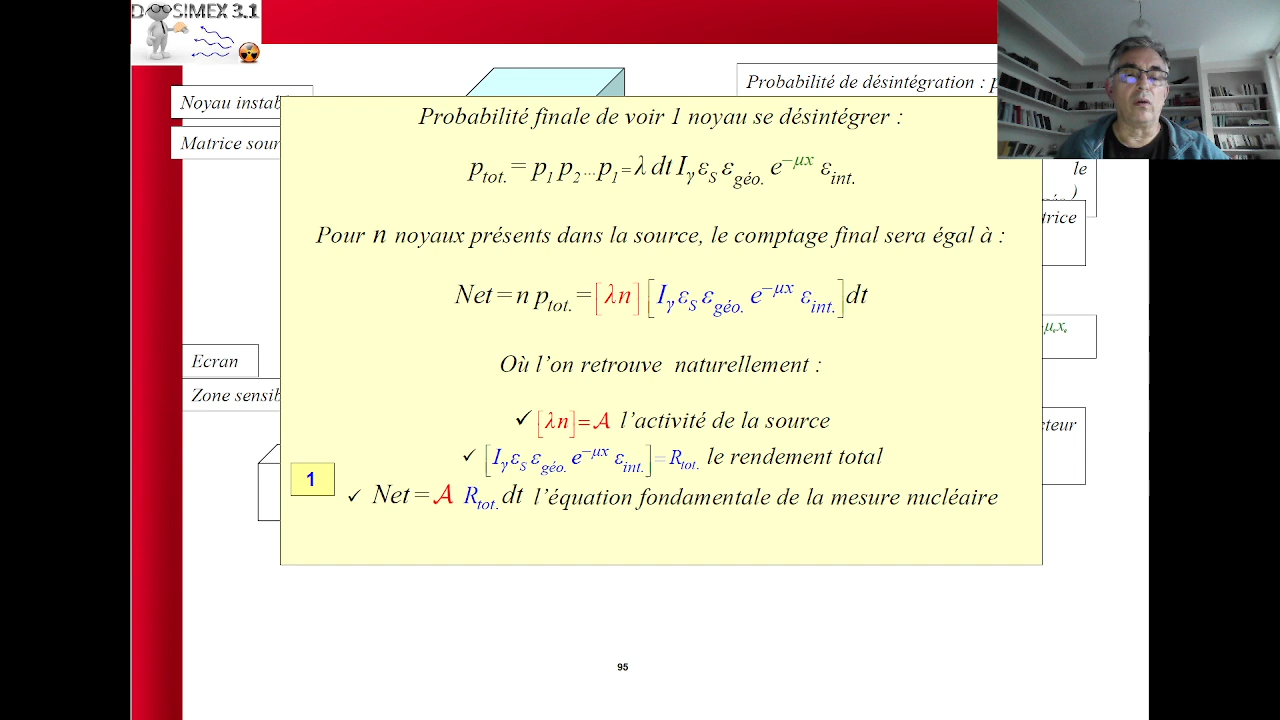 DOSIMEX 3.1
Probabilité de désintégration : p
Noyau instabl
Matrice sour
Probabilité finale de voir 1 noyau se désintégrer :
p_tot. = p_1 p_2 ... p_1 = λ dt I_γ ε_S ε_géo. e^−μx ε_int.
le
)
trice
Pour n noyaux présents dans la source, le comptage final sera égal à :
Net = n p_tot. = [λn] [I_γ ε_S ε_géo. e^−μx ε_int.] dt
μ_e x_e
Ecran
Où l’on retrouve naturellement :
Zone sensib
cteur
✓ [λn] = A l’activité de la source
✓ [I_γ ε_S ε_géo. e^−μx ε_int.] = R_tot. le rendement total
1
✓ Net = A R_tot. dt l’équation fondamentale de la mesure nucléaire
95